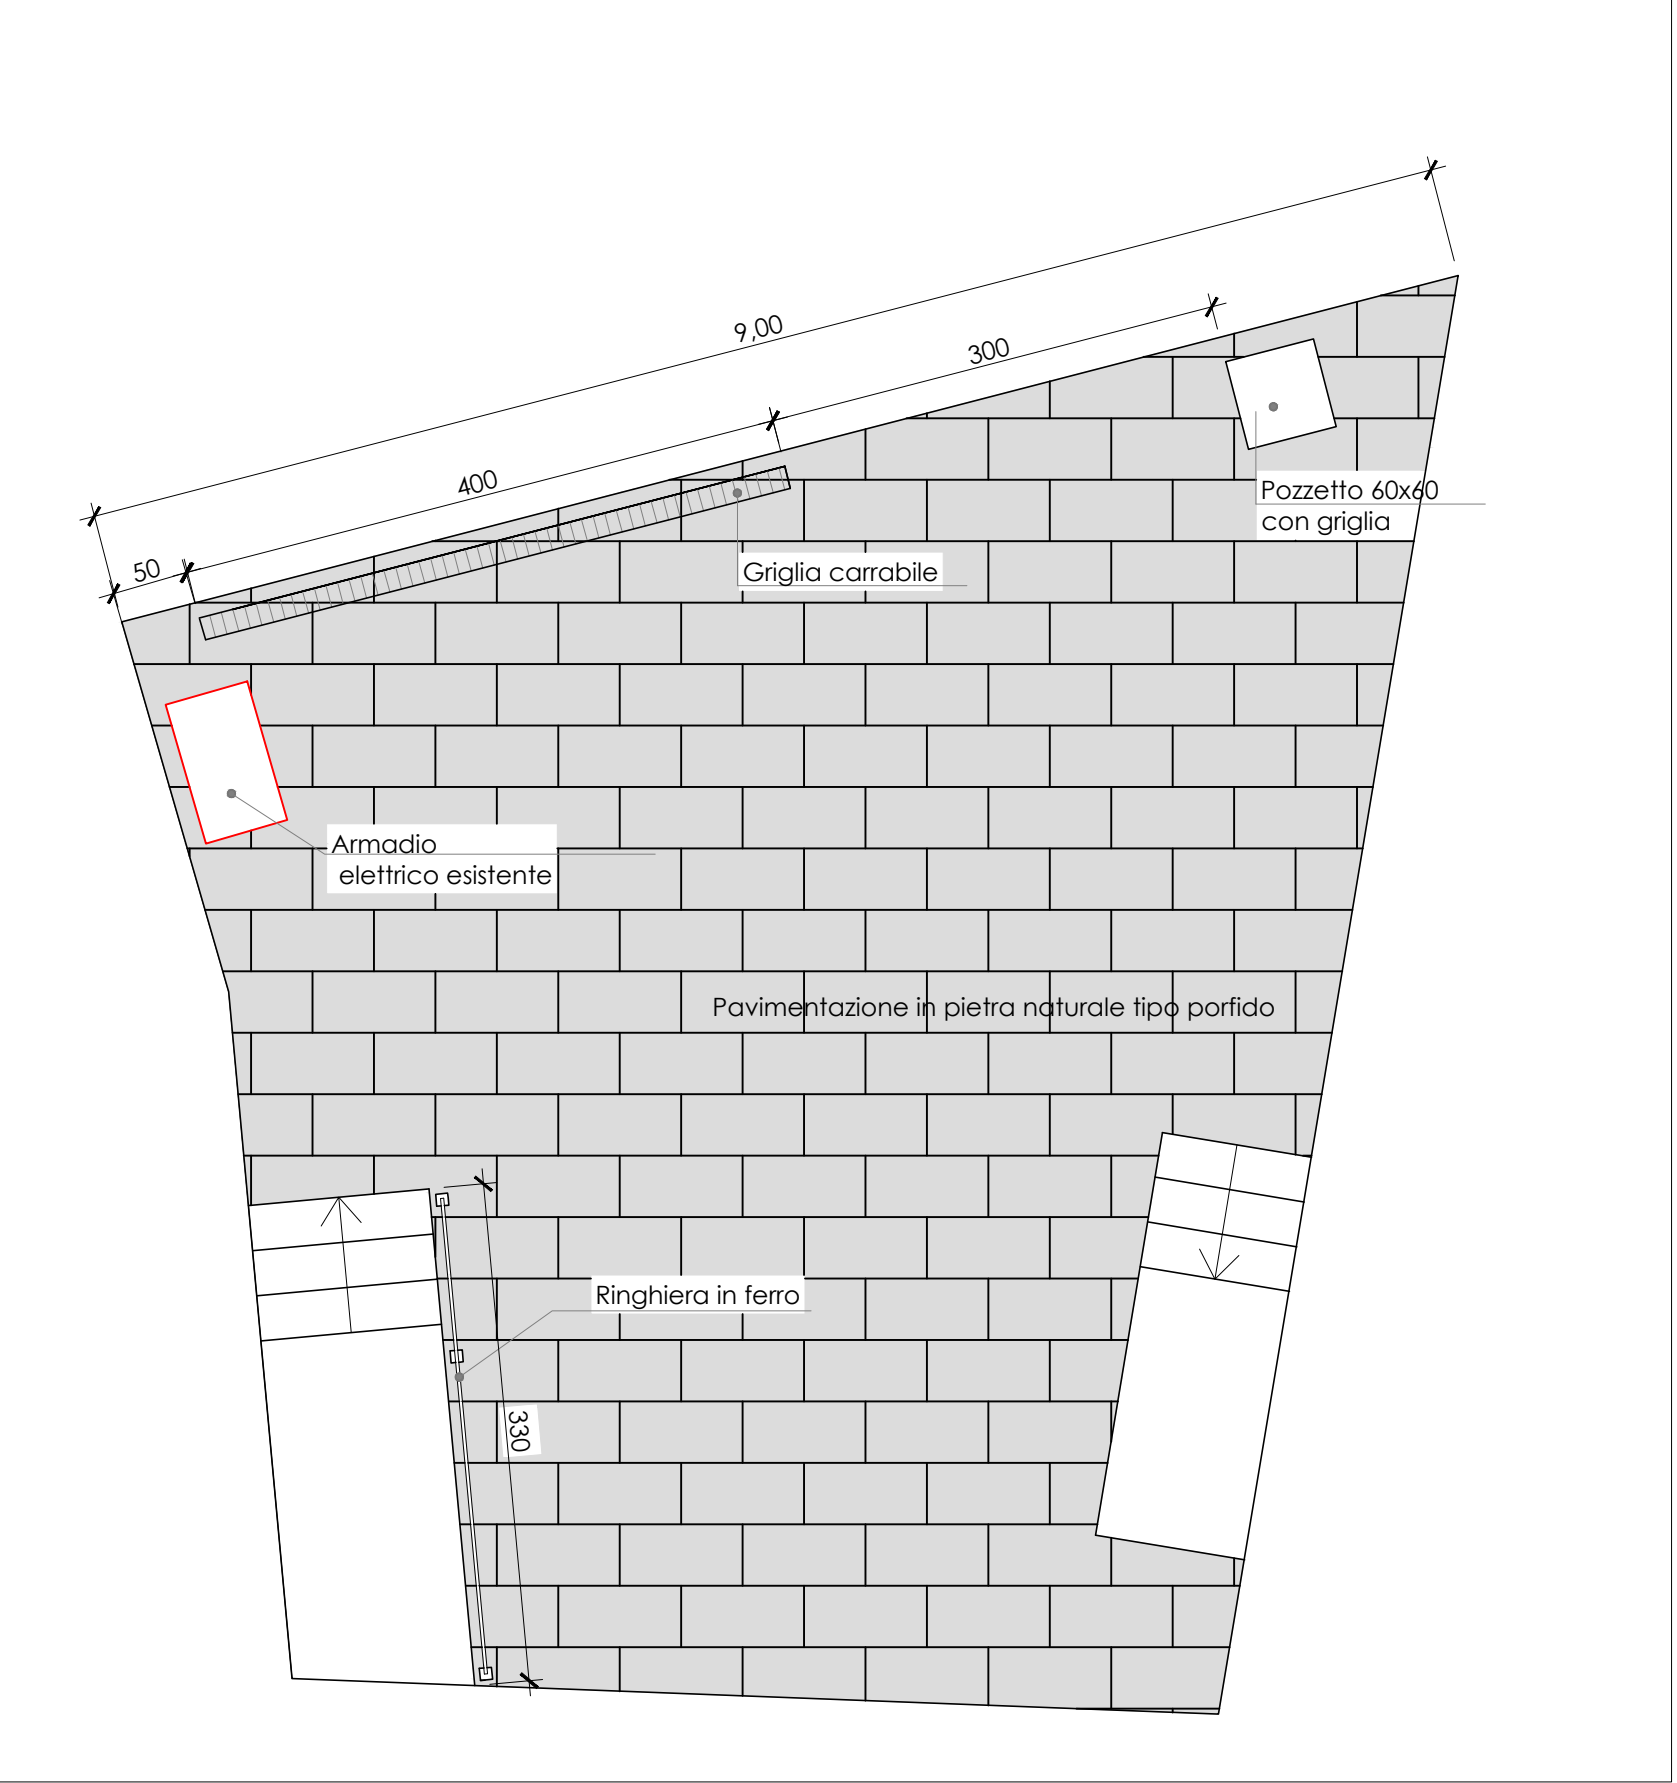 9,00
300
400
50
Pozzetto 60x60
con griglia
Griglia carrabile
Armadio
elettrico esistente
Pavimentazione in pietra naturale tipo porfido
Ringhiera in ferro
330